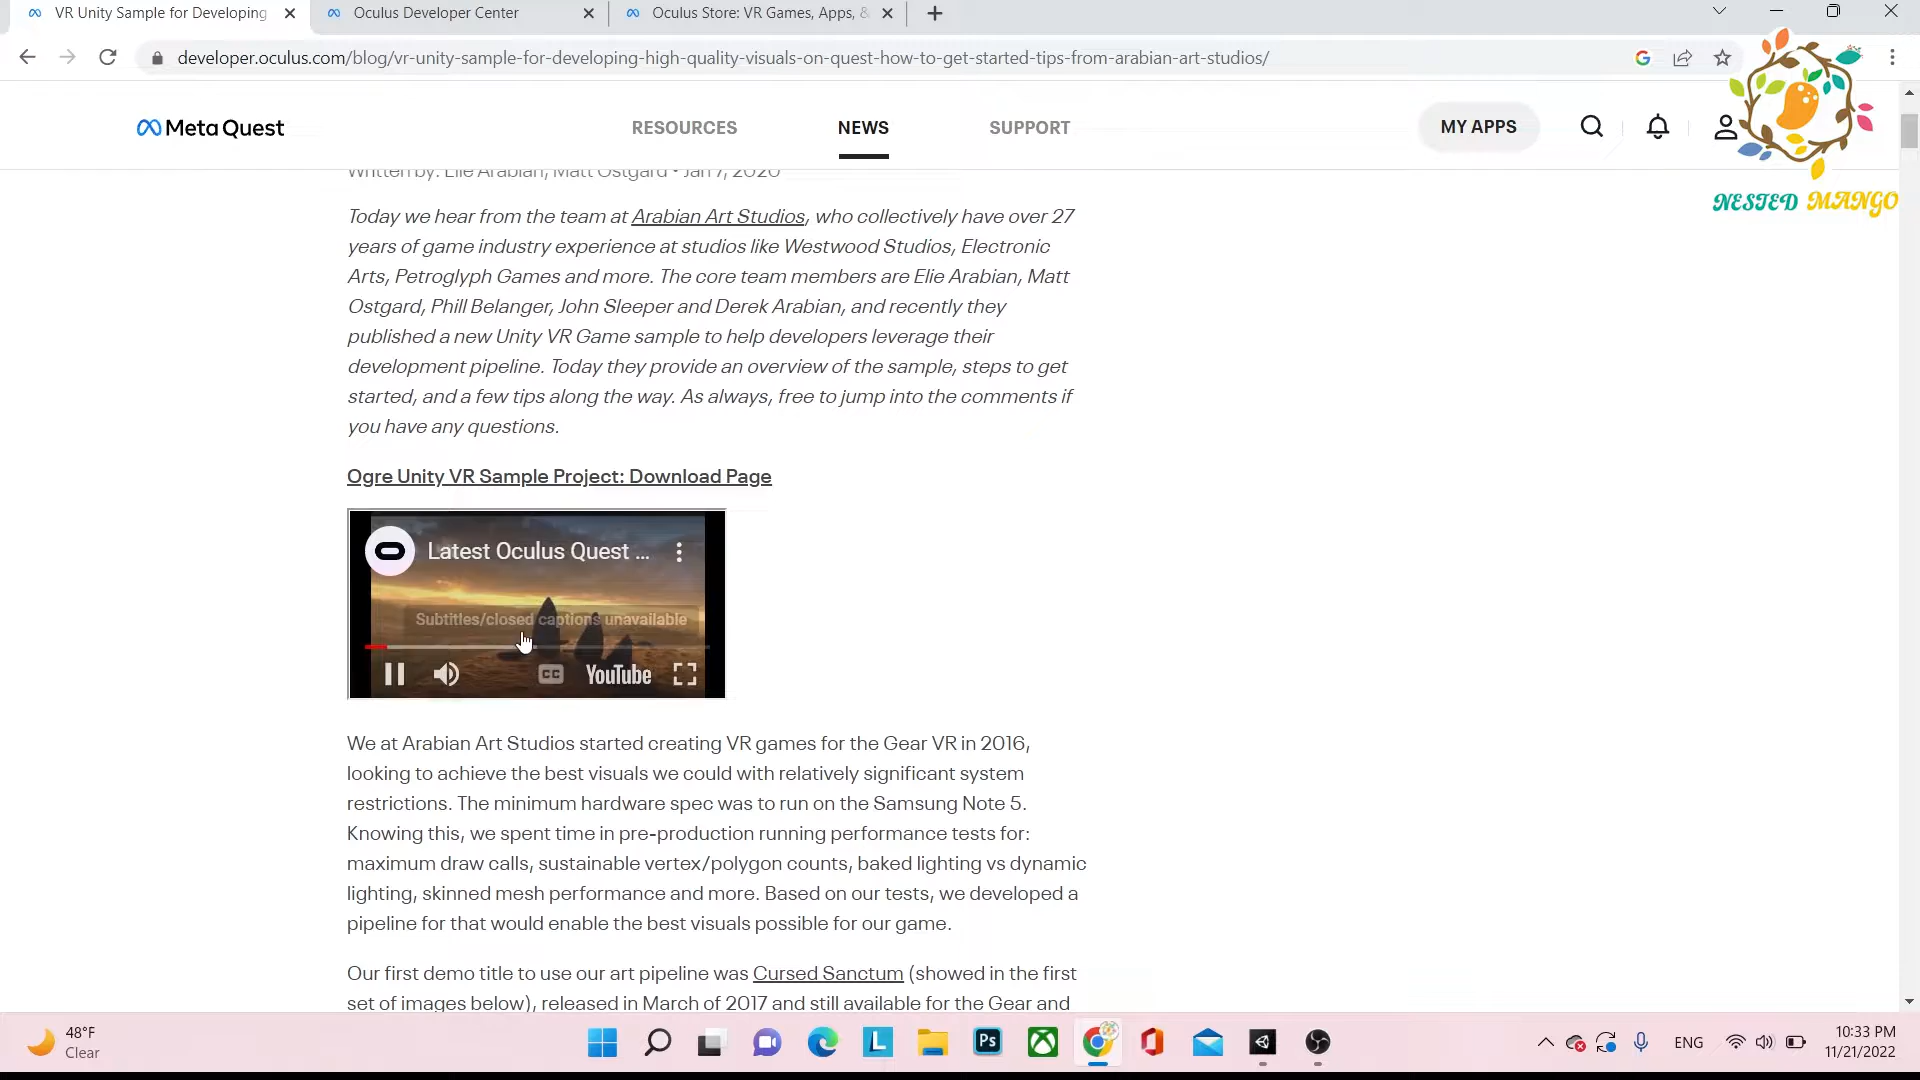 VR Unity Sample for Developing
Oculus Developer Center
Oculus Store: VR Games, Apps, &
developer.oculus.com/blog/vr-unity-sample-for-developing-high-quality-visuals-on-quest-how-to-get-started-tips-from-arabian-art-studios/
Meta Quest
RESOURCES
NEWS
SUPPORT
MY APPS
NESTED MANGO
Written by: Elie Arabian, Matt Ostgard • Jan 7, 2020
Today we hear from the team at Arabian Art Studios, who collectively have over 27
years of game industry experience at studios like Westwood Studios, Electronic
Arts, Petroglyph Games and more. The core team members are Elie Arabian, Matt
Ostgard, Phill Belanger, John Sleeper and Derek Arabian, and recently they
published a new Unity VR Game sample to help developers leverage their
development pipeline. Today they provide an overview of the sample, steps to get
started, and a few tips along the way. As always, free to jump into the comments if
you have any questions.
Ogre Unity VR Sample Project: Download Page
Latest Oculus Quest ...
Subtitles/closed captions unavailable
CC
YouTube
We at Arabian Art Studios started creating VR games for the Gear VR in 2016,
looking to achieve the best visuals we could with relatively significant system
restrictions. The minimum hardware spec was to run on the Samsung Note 5.
Knowing this, we spent time in pre-production running performance tests for:
maximum draw calls, sustainable vertex/polygon counts, baked lighting vs dynamic
lighting, skinned mesh performance and more. Based on our tests, we developed a
pipeline for that would enable the best visuals possible for our game.
Our first demo title to use our art pipeline was Cursed Sanctum (showed in the first
set of images below), released in March of 2017 and still available for the Gear and
48°F
Clear
L
Ps
ENG
10:33 PM
11/21/2022